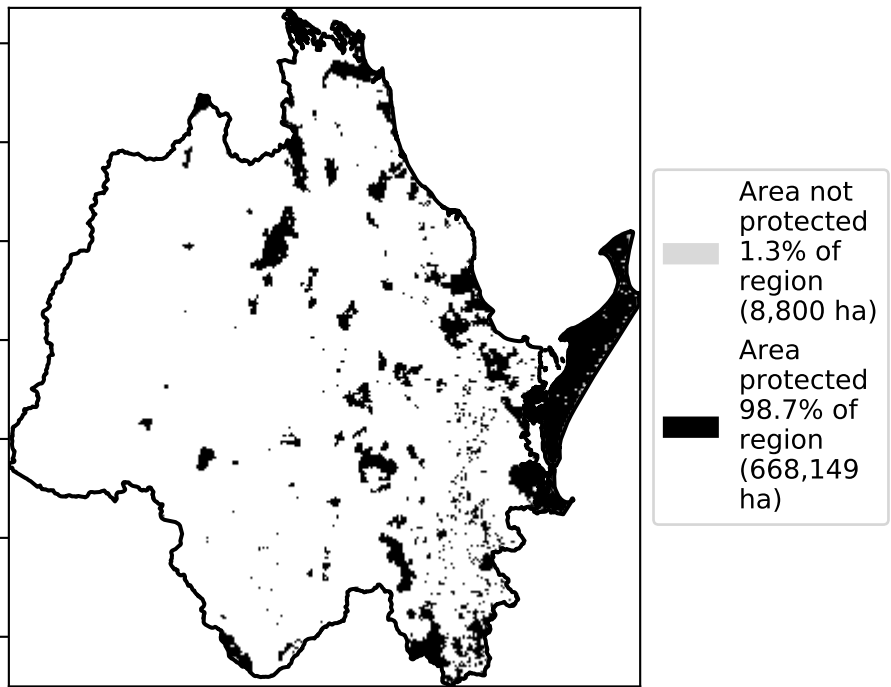 Area not
protected
1.3% of
region
(8,800 ha)
Area
protected
98.7% of
region
(668,149
ha)